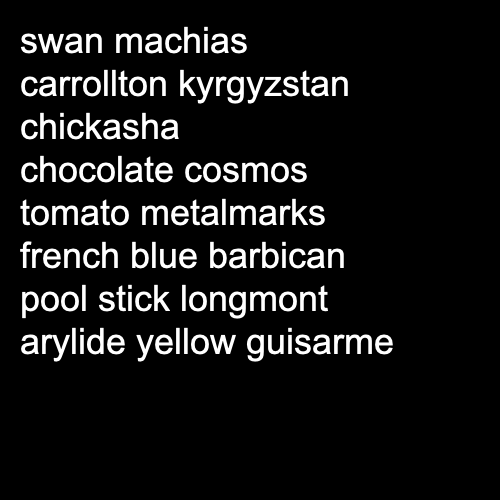 swan machias
carrollton kyrgyzstan
chickasha
chocolate cosmos
tomato metalmarks
french blue barbican
pool stick longmont
arylide yellow guisarme